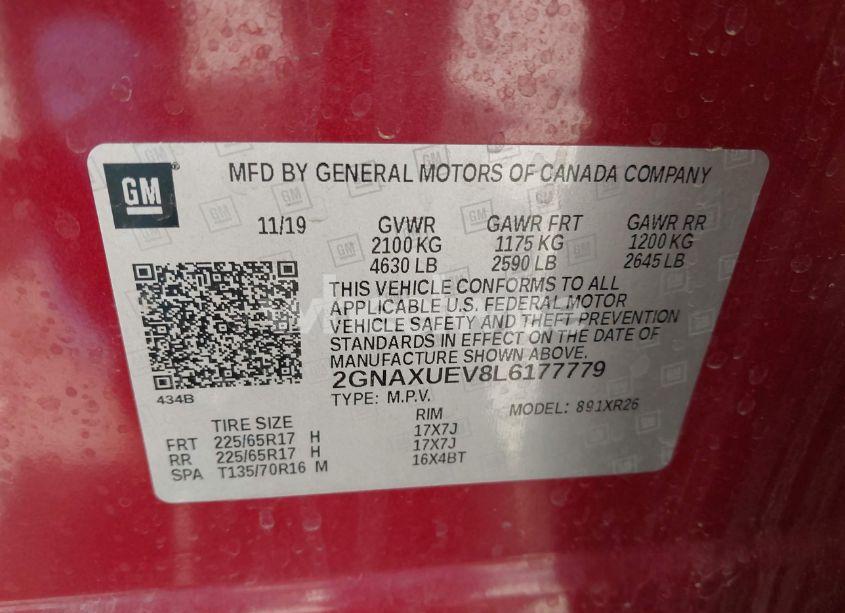 GM
MFD BY GENERAL MOTORS OF CANADA COMPANY
11/19 GVWR GAWR FRT GAWR RR
2100 KG 1175 KG 1200 KG
4630 LB 2590 LB 2645 LB
THIS VEHICLE CONFORMS TO ALL
APPLICABLE U.S. FEDERAL MOTOR
VEHICLE SAFETY AND THEFT PREVENTION
STANDARDS IN EFFECT ON THE DATE OF
MANUFACTURE SHOWN ABOVE.
2GNAXUEV8L6177779
434B
TYPE: M.P.V. MODEL: 891XR26
TIRE SIZE RIM
FRT 225/65R17 H 17X7J
RR 225/65R17 H 17X7J
SPA T135/70R16 M 16X4BT